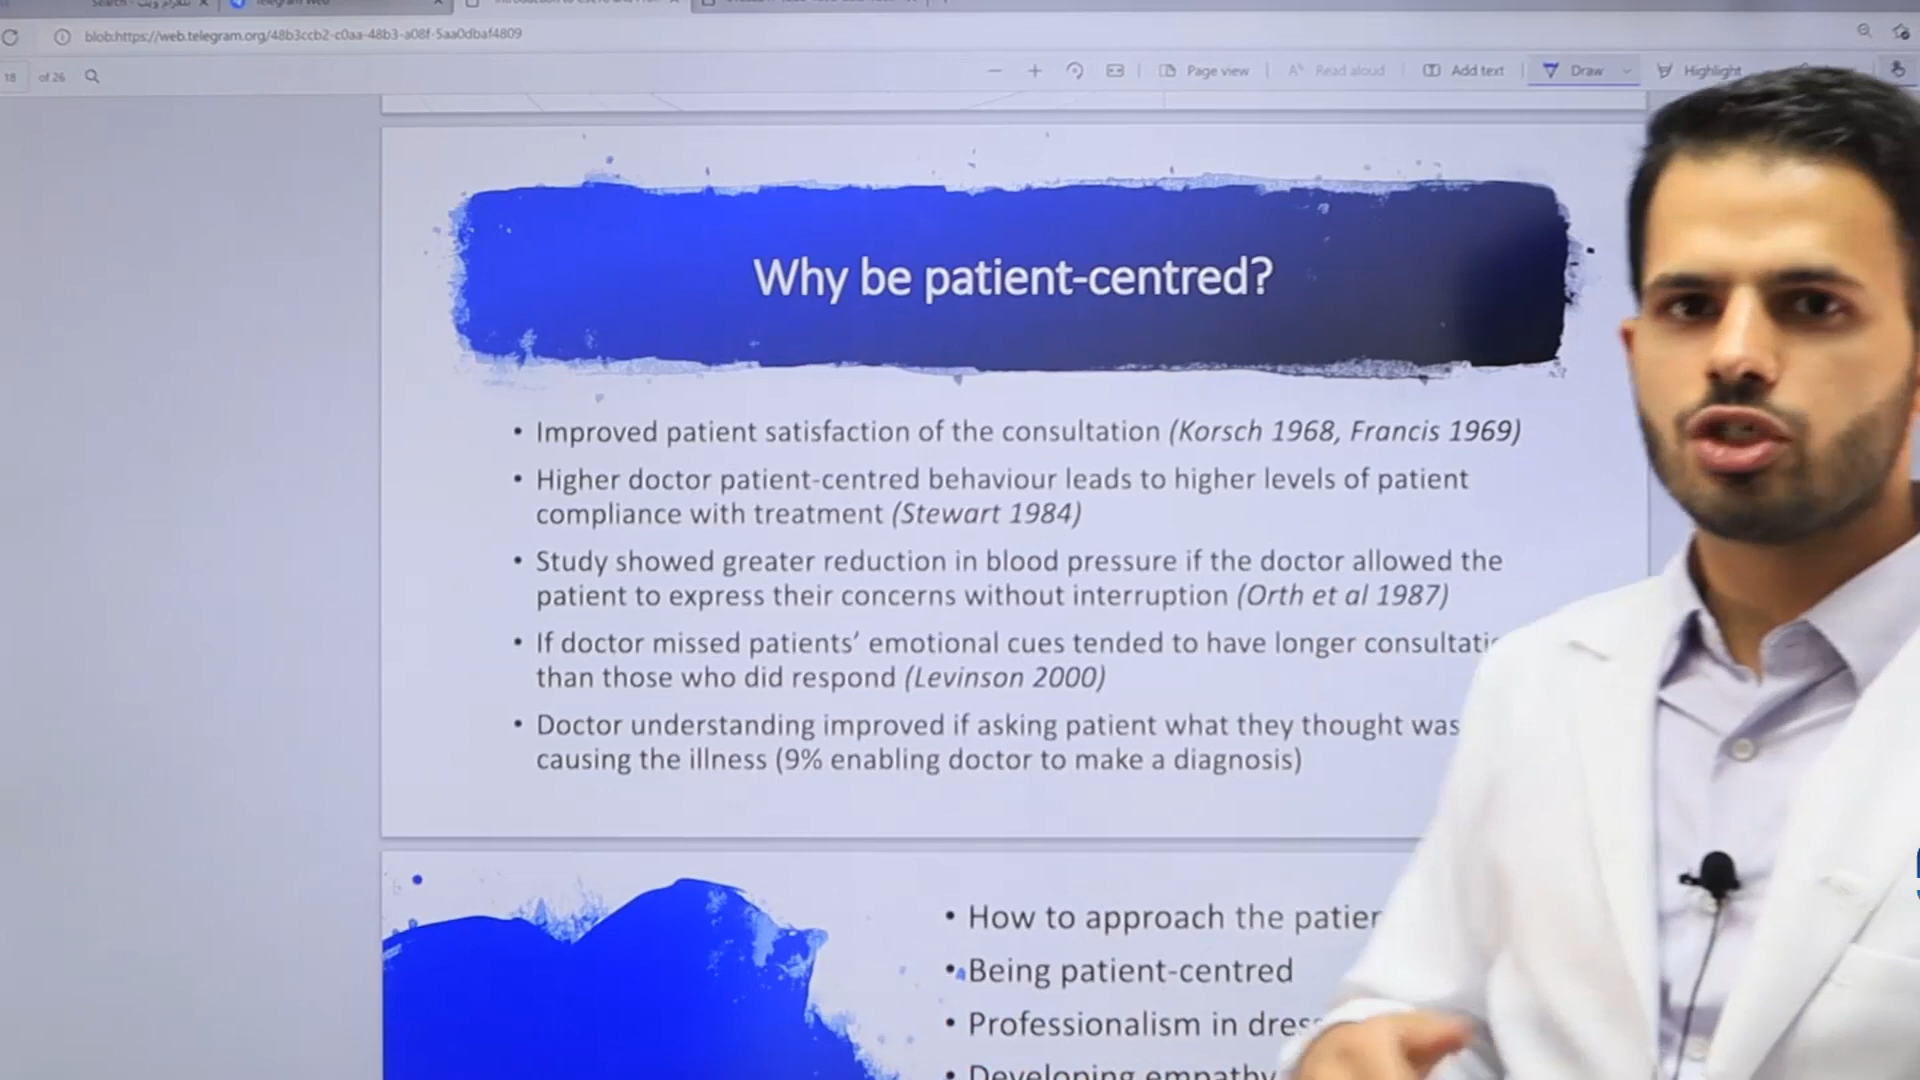 blob:https://web.telegram.org/48b3ccb2-c0aa-48b3-a08f-5aa0dbaf4809
18 of 26
Page view
Read aloud
Add text
Draw
Highlight
Why be patient-centred?
• Improved patient satisfaction of the consultation (Korsch 1968, Francis 1969)
• Higher doctor patient-centred behaviour leads to higher levels of patient
compliance with treatment (Stewart 1984)
• Study showed greater reduction in blood pressure if the doctor allowed the
patient to express their concerns without interruption (Orth et al 1987)
• If doctor missed patients’ emotional cues tended to have longer consultati
than those who did respond (Levinson 2000)
• Doctor understanding improved if asking patient what they thought was
causing the illness (9% enabling doctor to make a diagnosis)
• How to approach the patien
• Being patient-centred
• Professionalism in dres
• Developing empathy